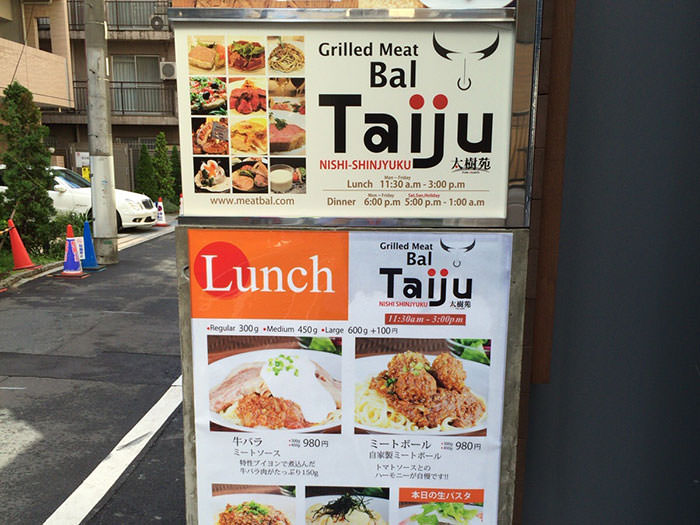 Grilled Meat
Bal
Taiju
NISHI-SHINJYUKU
太樹苑
Mon - Friday
Lunch 11:30 a.m - 3:00 p.m
Mon - Friday Sat,Sun,Holiday
Dinner 6:00 p.m 5:00 p.m - 1:00 a.m
www.meatbal.com
Lunch
Grilled Meat
Bal
Taiju
NISHI SHINJYUKU
太樹苑
11:30am - 3:00pm
•Regular 300g •Medium 450g •Large 600g +100円
牛バラ
ミートソース
•300g
•450g 980円
特性ブイヨンで煮込んだ
牛バラ肉がたっぷり150g
ミートボール
自家製ミートボール
•300g
•450g 980円
トマトソースとの
ハーモニーが自慢です!!
本日の生パスタ